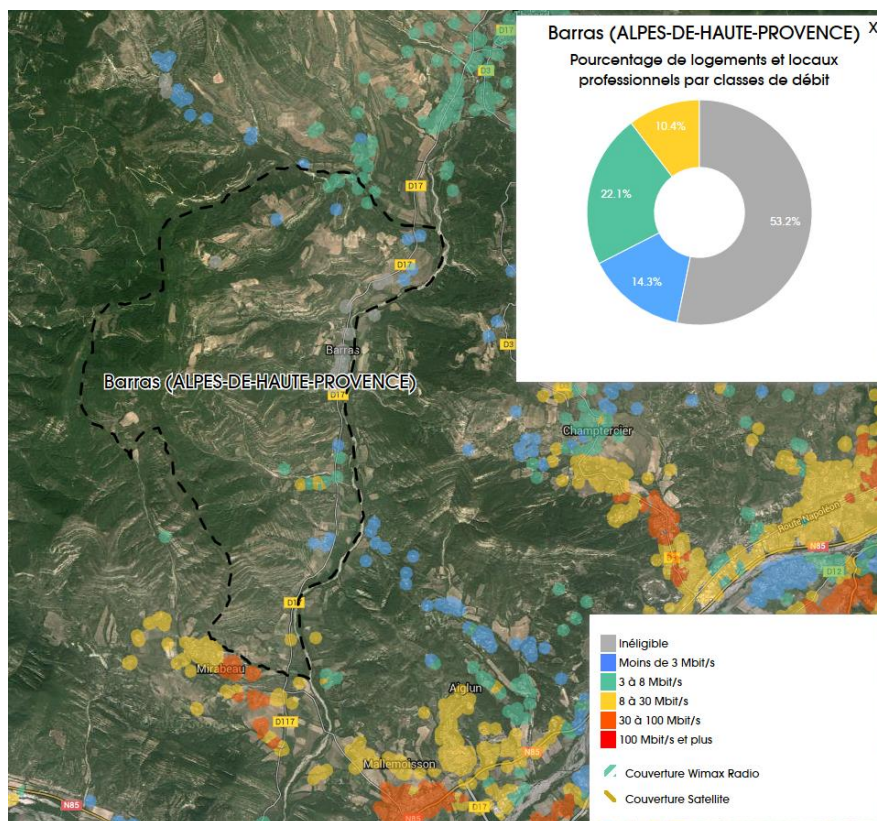 Barras (ALPES-DE-HAUTE-PROVENCE) X
Pourcentage de logements et locaux
professionnels par classes de débit
10.4%
22.1%
53.2%
14.3%
D17
D3
D17
D17
Barras
D3
Barras (ALPES-DE-HAUTE-PROVENCE)
D17
Champtercier
Route Napoléon
N85
D12
Mirabeau
Aiglun
D117
N85
Mallemoisson
N85
D17
Inéligible
Moins de 3 Mbit/s
3 à 8 Mbit/s
8 à 30 Mbit/s
30 à 100 Mbit/s
100 Mbit/s et plus
Couverture Wimax Radio
Couverture Satellite